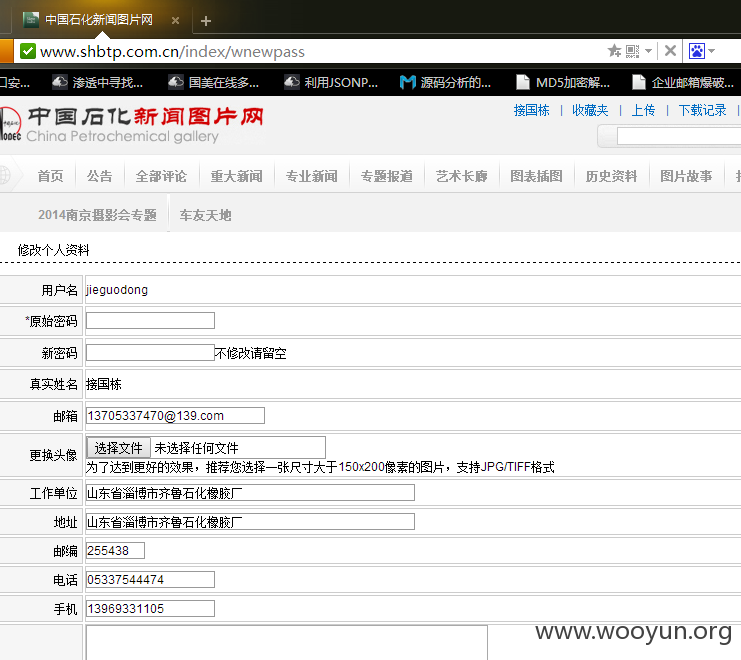 中国石化新闻图片网
www.shbtp.com.cn/index/wnewpass
口安... 渗透中寻找... 国美在线多... 利用JSONP... 源码分析的... MD5加密解... 企业邮箱爆破...
中国石化新闻图片网
China Petrochemical gallery
接国栋 | 收藏夹 | 上传 | 下载记录 |
首页 公告 全部评论 重大新闻 专业新闻 专题报道 艺术长廊 图表插图 历史资料 图片故事
2014南京摄影会专题 车友天地
修改个人资料
用户名 jieguodong
*原始密码
新密码 不修改请留空
真实姓名 接国栋
邮箱 13705337470@139.com
更换头像 选择文件 未选择任何文件
为了达到更好的效果，推荐您选择一张尺寸大于150x200像素的图片，支持JPG/TIFF格式
工作单位 山东省淄博市齐鲁石化橡胶厂
地址 山东省淄博市齐鲁石化橡胶厂
邮编 255438
电话 05337544474
手机 13969331105
www.wooyun.org